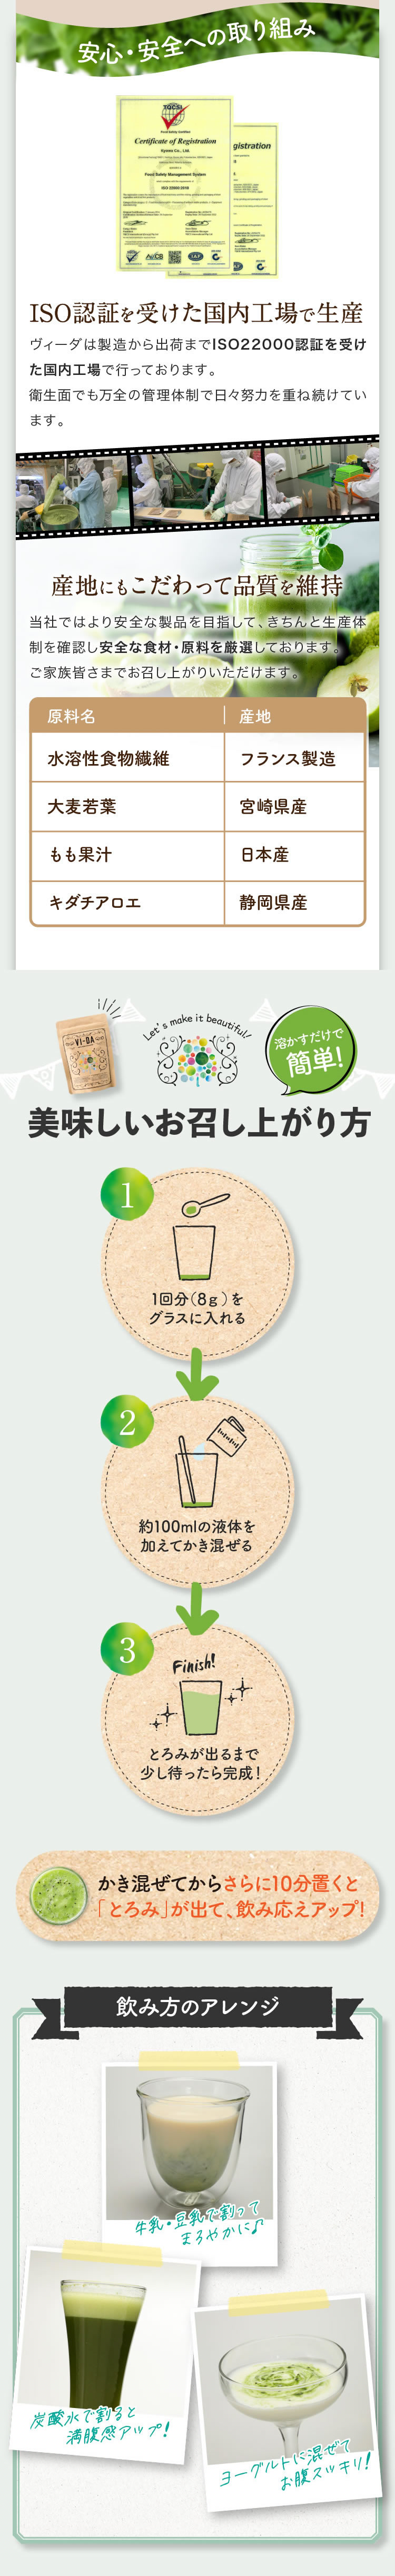 安心・安全への取り組み
TQCSI
Certificate of Registration
Food Safety Management System
gistration
ISO認証を受けた国内工場で生産
ヴィーダは製造から出荷までISO22000認証を受け
た国内工場で行っております。
衛生面でも万全の管理体制で日々努力を重ね続けてい
ます。
産地にもこだわって品質を維持
当社ではより安全な製品を目指して、きちんと生産体
制を確認し安全な食材・原料を厳選しております。
ご家族皆さまでお召し上がりいただけます。
原料名 産地
水溶性食物繊維 フランス製造
大麦若葉 宮崎県産
もも果汁 日本産
キダチアロエ 静岡県産
VI-DA
Let's make it beautiful!
溶かすだけで
簡単!
美味しいお召し上がり方
1
1回分(8g)を
グラスに入れる
2
約100mlの液体を
加えてかき混ぜる
3
Finish!
とろみが出るまで
少し待ったら完成!
かき混ぜてからさらに10分置くと
「とろみ」が出て、飲み応えアップ!
飲み方のアレンジ
牛乳・豆乳で割って
まろやかに♪
炭酸水で割ると
満腹感アップ!
ヨーグルトに混ぜて
お腹スッキリ!